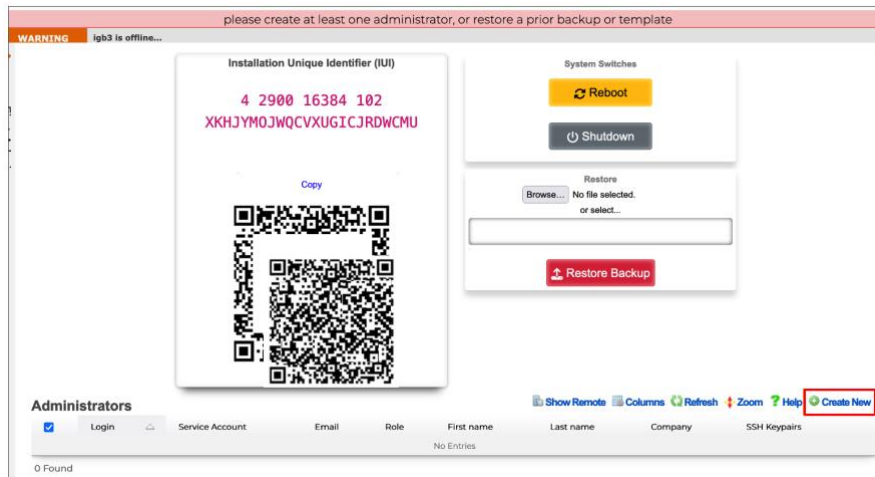 please create at least one administrator, or restore a prior backup or template
WARNING igb3 is offline...
Installation Unique Identifier (IUI)
4 2900 16384 102
XKHJYMOJWQCVXUGICJRDWCMU
Copy
System Switches
Reboot
Shutdown
Restore
Browse... No file selected.
or select...
Restore Backup
Administrators
Show Remote Columns Refresh Zoom ? Help Create New
Login Service Account Email Role First name Last name Company SSH Keypairs
No Entries
0 Found